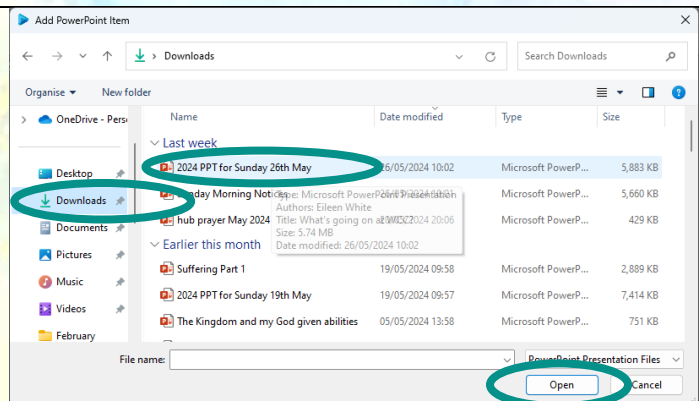 Add PowerPoint Item
Downloads
Search Downloads
Organise
New folder
OneDrive - Pers
Name
Date modified
Type
Size
Last week
Desktop
2024 PPT for Sunday 26th May 26/05/2024 10:02 Microsoft PowerP... 5,883 KB
Downloads
Sunday Morning Notices Microsoft PowerP... 5,660 KB
Type: Microsoft PowerPoint Presentation
Authors: Eileen White
Documents
hub prayer May 2024 20:06 Microsoft PowerP... 429 KB
Title: What's going on at WCC?
Size: 5.74 MB
Date modified: 26/05/2024 10:02
Earlier this month
Pictures
Suffering Part 1 19/05/2024 09:58 Microsoft PowerP... 2,889 KB
Music
2024 PPT for Sunday 19th May 19/05/2024 09:57 Microsoft PowerP... 7,414 KB
Videos
The Kingdom and my God given abilities 05/05/2024 13:58 Microsoft PowerP... 751 KB
February
File name:
PowerPoint Presentation Files
Open
Cancel